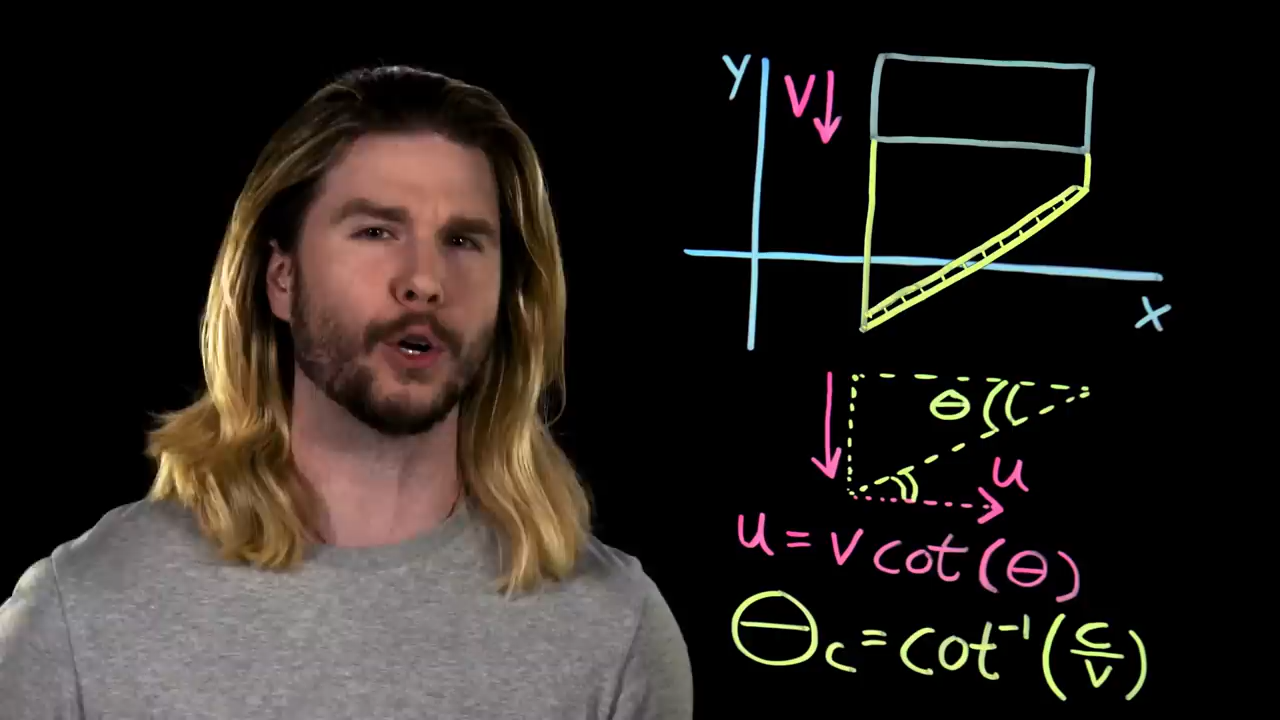 y
v
x
θ
u
u = v cot(θ)
θc = cot⁻¹(c/v)